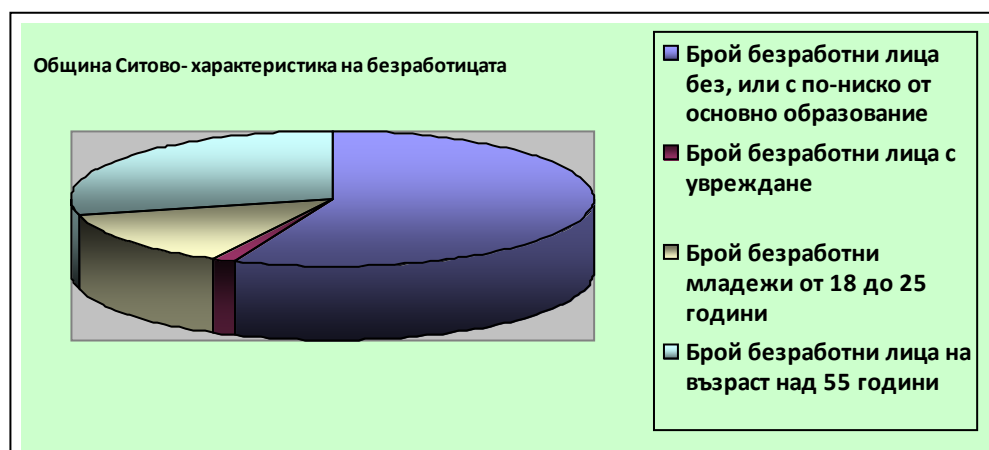 Община Ситово- характеристика на безработицата
Брой безработни лица
без, или с по-ниско от
основно образование
Брой безработни лица с
увреждане
Брой безработни
младежи от 18 до 25
години
Брой безработни лица на
възраст над 55 години